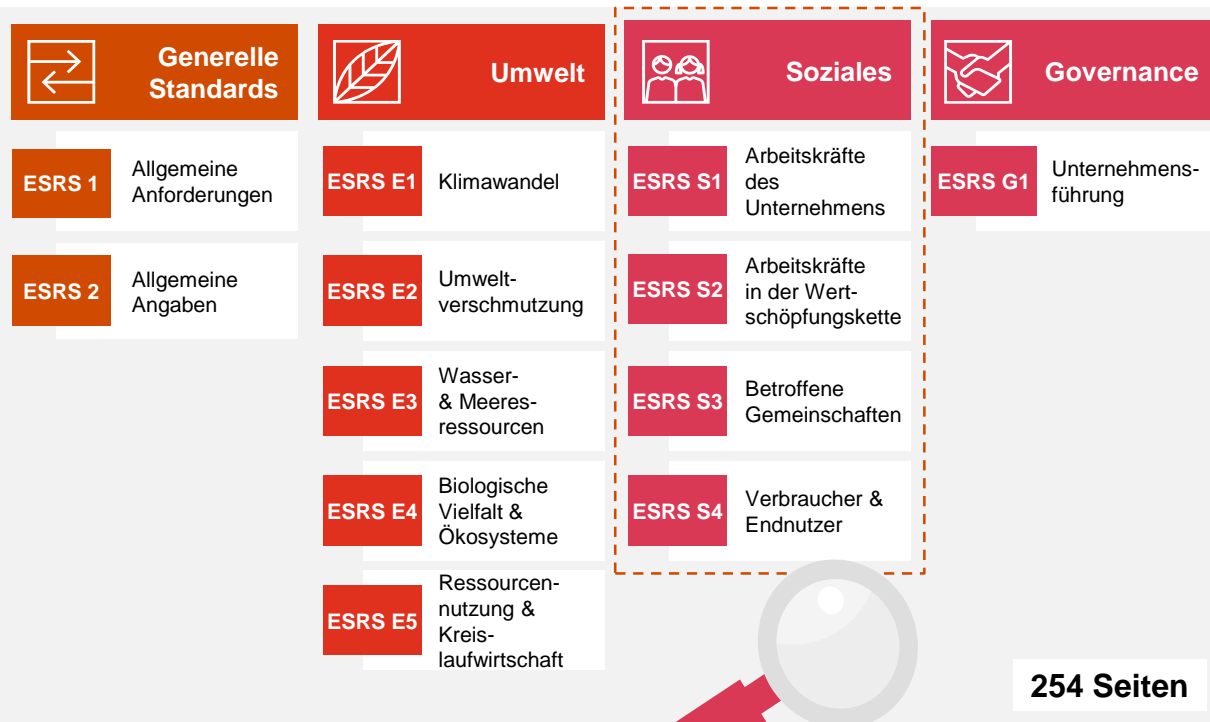 Generelle
Standards
ESRS 1
Allgemeine
Anforderungen
ESRS 2
Allgemeine
Angaben
Umwelt
ESRS E1
Klimawandel
ESRS E2
Umwelt-
verschmutzung
ESRS E3
Wasser-
& Meeres-
ressourcen
ESRS E4
Biologische
Vielfalt &
Ökosysteme
ESRS E5
Ressourcen-
nutzung &
Kreis-
laufwirtschaft
Soziales
ESRS S1
Arbeitskräfte
des
Unternehmens
ESRS S2
Arbeitskräfte
in der Wert-
schöpfungskette
ESRS S3
Betroffene
Gemeinschaften
ESRS S4
Verbraucher &
Endnutzer
Governance
ESRS G1
Unternehmens-
führung
254 Seiten